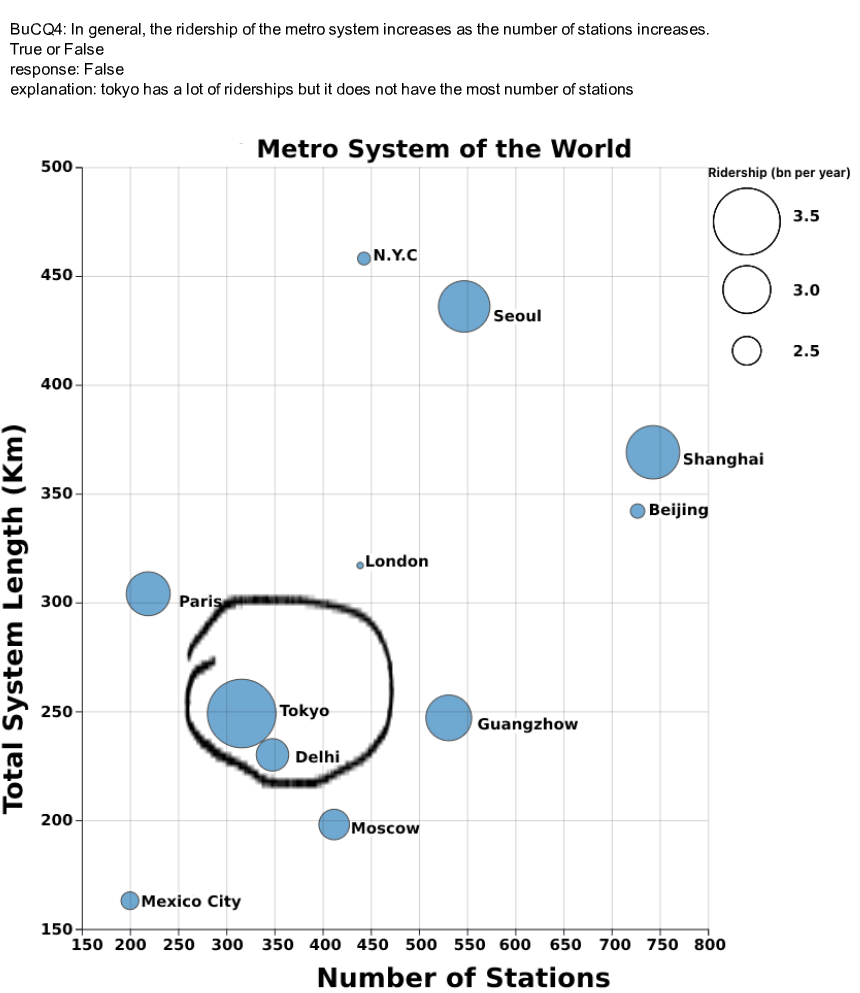 BuCQ4: In general, the ridership of the metro system increases as the number of stations increases.
True or False
response: False
explanation: tokyo has a lot of riderships but it does not have the most number of stations
Metro System of the World
Ridership (bn per year)
3.5
3.0
2.5
500
450
400
350
300
250
200
150
Total System Length (Km)
N.Y.C
Seoul
Shanghai
Beijing
London
Paris
Tokyo
Guangzhow
Delhi
Moscow
Mexico City
150 200 250 300 350 400 450 500 550 600 650 700 750 800
Number of Stations